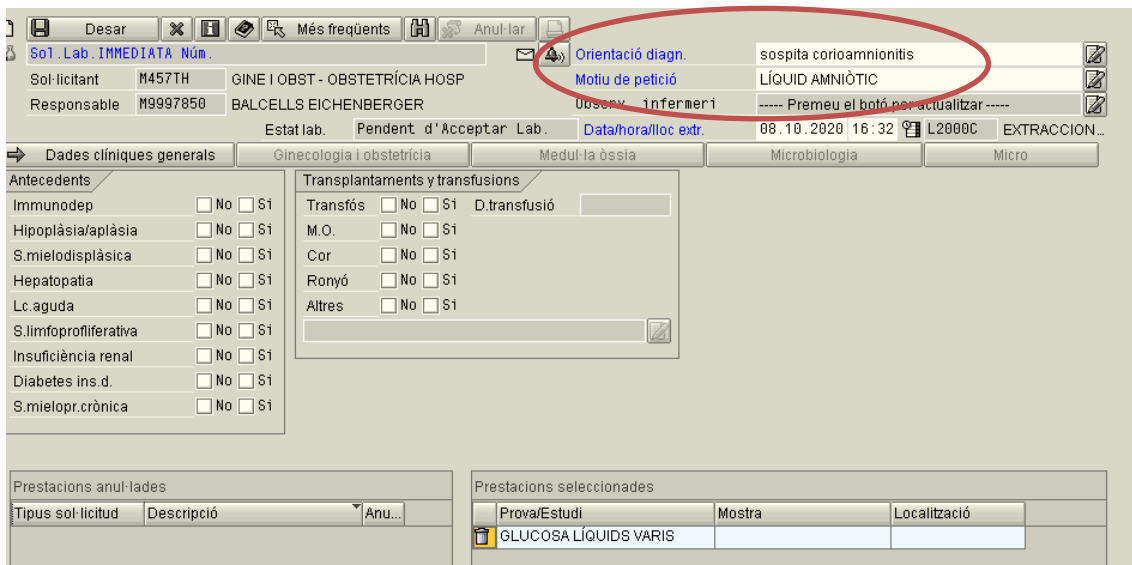 Desar Més freqüents Anul·lar
Sol.Lab.IMMEDIATA Núm. Orientació diagn. sospita corioamnionitis
Sol·licitant M457TH GINE I OBST - OBSTETRÍCIA HOSP Motiu de petició LÍQUID AMNIÒTIC
Responsable M9997850 BALCELLS EICHENBERGER Observ. infermeri ----- Premeu el botó per actualitzar -----
Estat lab. Pendent d'Acceptar Lab. Data/hora/lloc extr. 08.10.2020 16:32 L2000C EXTRACCION...
Dades clíniques generals Ginecologia i obstetrícia Medul·la òssia Microbiologia Micro
Antecedents Transplantaments y transfusions
Immunodep No Si Transfós No Si D.transfusió
Hipoplàsia/aplàsia No Si M.O. No Si
S.mielodisplàsica No Si Cor No Si
Hepatopatia No Si Ronyó No Si
Lc.aguda No Si Altres No Si
S.limfoprofliferativa No Si
Insuficiència renal No Si
Diabetes ins.d. No Si
S.mielopr.crònica No Si
Prestacions anul·lades Prestacions seleccionades
Tipus sol·licitud Descripció Anu... Prova/Estudi Mostra Localització
GLUCOSA LÍQUIDS VARIS